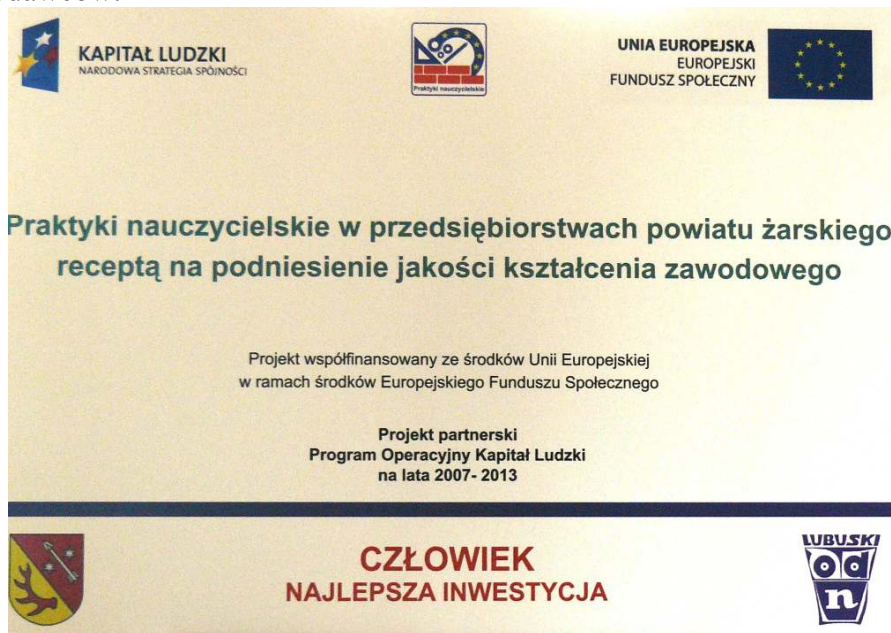 KAPITAŁ LUDZKI
NARODOWA STRATEGIA SPÓJNOŚCI
Praktyki nauczycielskie
UNIA EUROPEJSKA
EUROPEJSKI
FUNDUSZ SPOŁECZNY
Praktyki nauczycielskie w przedsiębiorstwach powiatu żarskiego
receptą na podniesienie jakości kształcenia zawodowego
Projekt współfinansowany ze środków Unii Europejskiej
w ramach środków Europejskiego Funduszu Społecznego
Projekt partnerski
Program Operacyjny Kapitał Ludzki
na lata 2007- 2013
CZŁOWIEK
NAJLEPSZA INWESTYCJA
LUBUSKI
odn